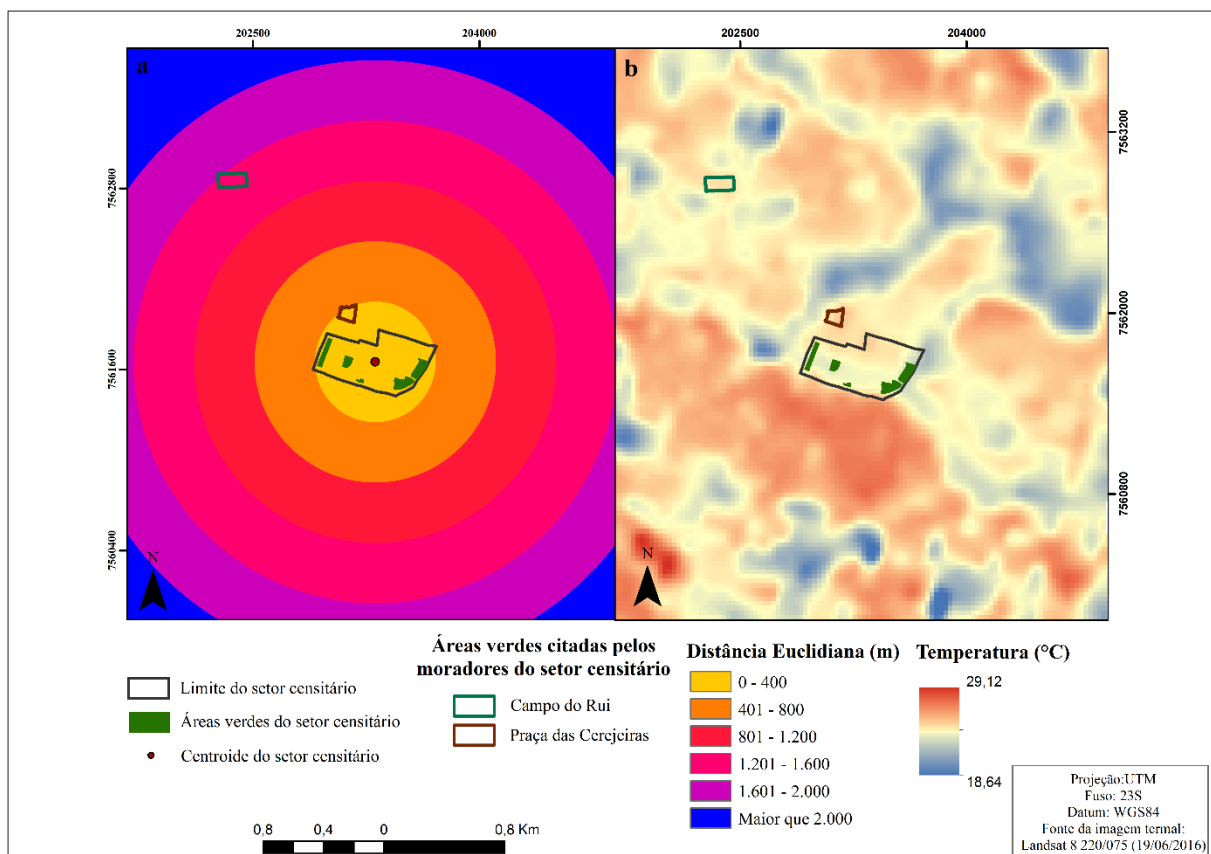 202500
204000
202500
204000
a
b
7563200
7562800
7562000
7561600
7560800
7560400
N
N
Áreas verdes citadas pelos
moradores do setor censitário
Distância Euclidiana (m)
Temperatura (°C)
Limite do setor censitário
Áreas verdes do setor censitário
Centroide do setor censitário
Campo do Rui
Praça das Cerejeiras
0 - 400
401 - 800
801 - 1.200
1.201 - 1.600
1.601 - 2.000
Maior que 2.000
29,12
18,64
0,8 0,4 0 0,8 Km
Projeção:UTM
Fuso: 23S
Datum: WGS84
Fonte da imagem termal:
Landsat 8 220/075 (19/06/2016)